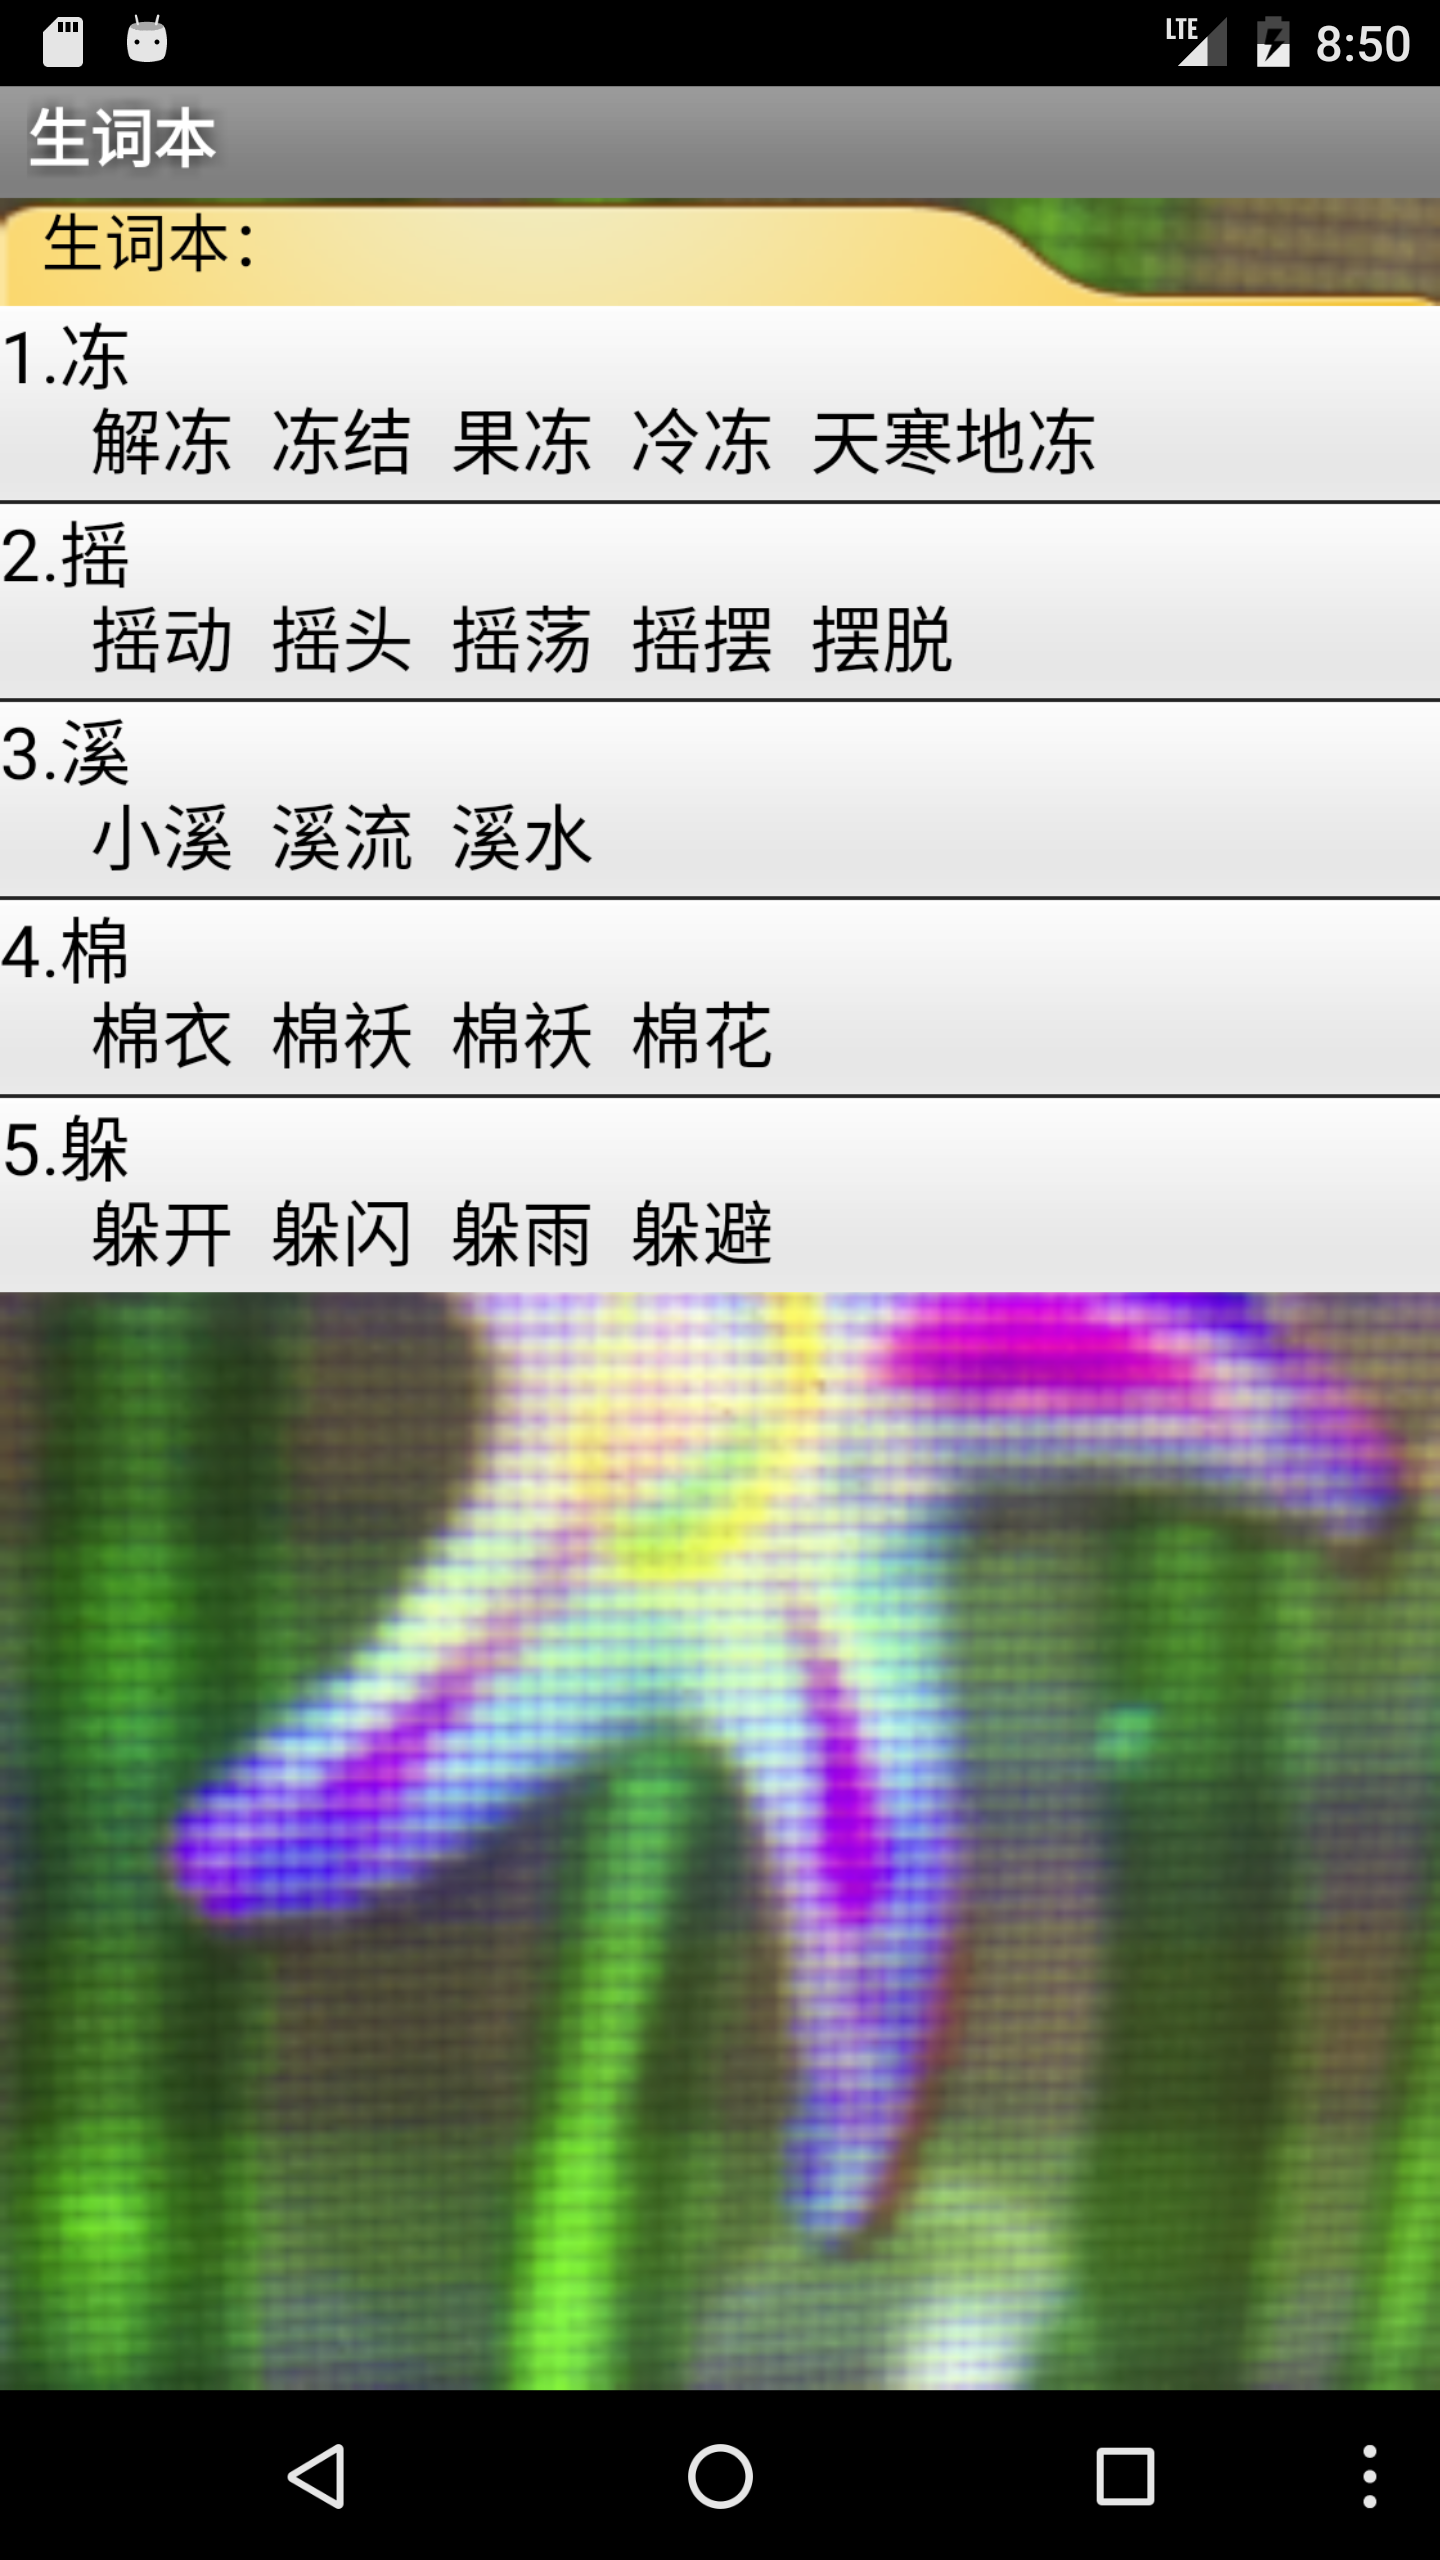 LTE 8:50
生词本
生词本：
1.冻
解冻 冻结 果冻 冷冻 天寒地冻
2.摇
摇动 摇头 摇荡 摇摆 摆脱
3.溪
小溪 溪流 溪水
4.棉
棉衣 棉袄 棉袄 棉花
5.躲
躲开 躲闪 躲雨 躲避